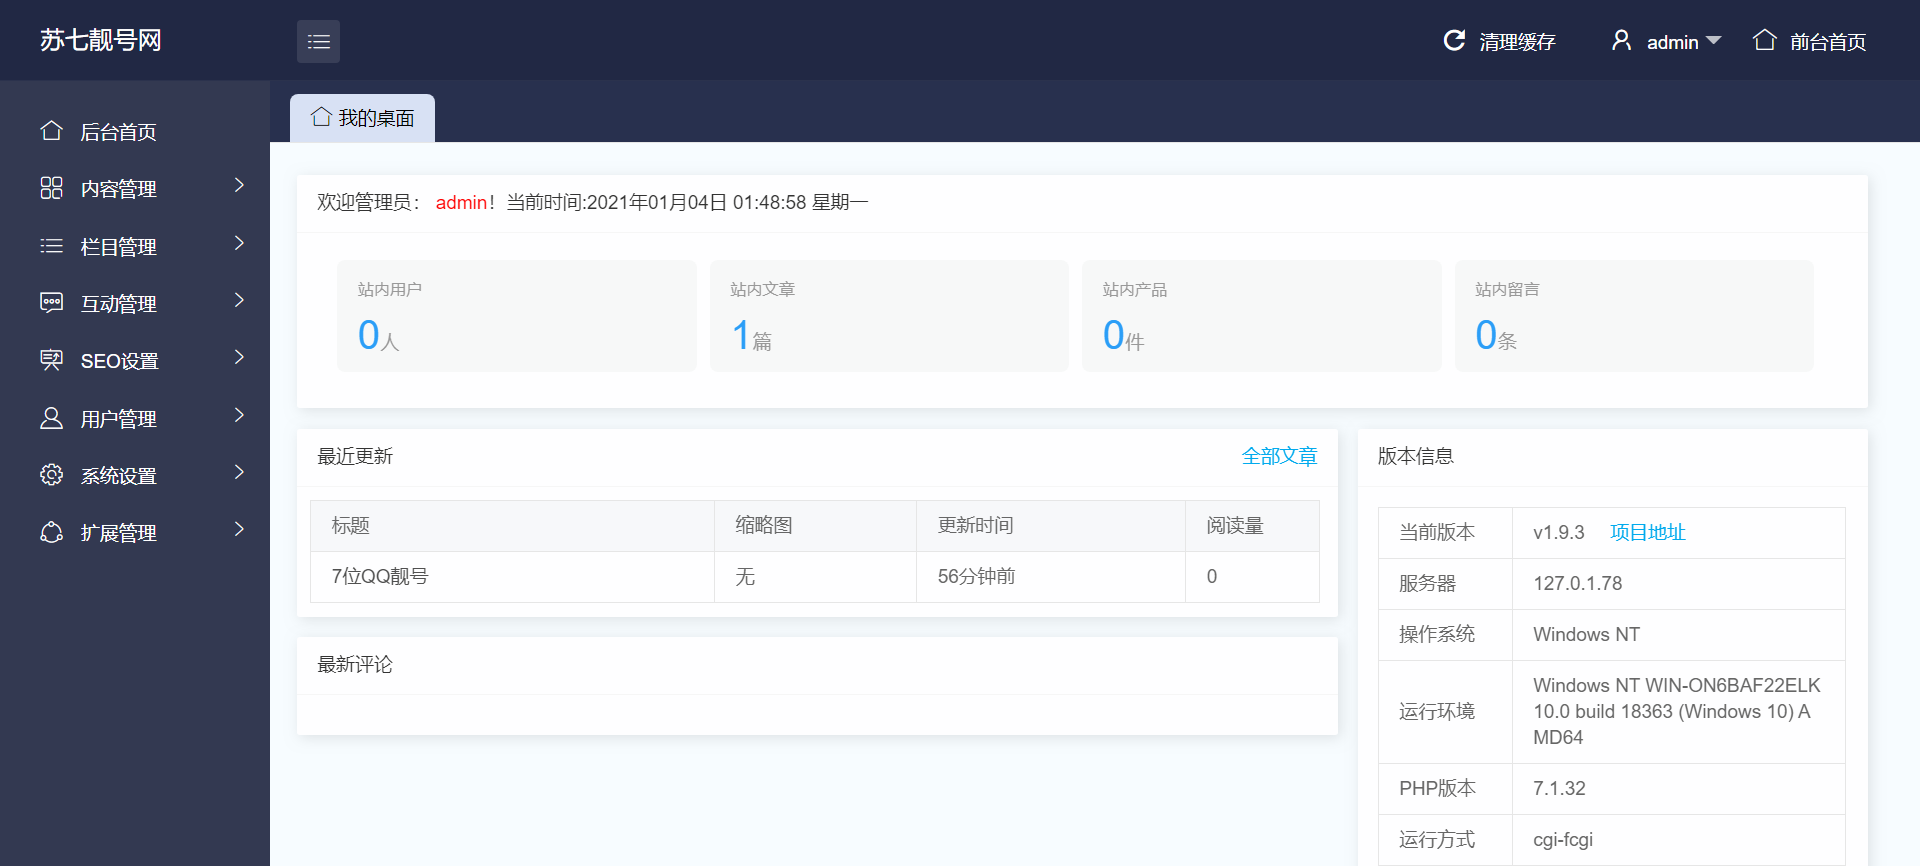 苏七靓号网
清理缓存
admin
前台首页
后台首页
内容管理
栏目管理
互动管理
SEO设置
用户管理
系统设置
扩展管理
我的桌面
欢迎管理员： admin！当前时间:2021年01月04日 01:48:58 星期一
站内用户
0人
站内文章
1篇
站内产品
0件
站内留言
0条
最近更新
全部文章
标题 缩略图 更新时间 阅读量
7位QQ靓号 无 56分钟前 0
最新评论
版本信息
当前版本 v1.9.3 项目地址
服务器 127.0.1.78
操作系统 Windows NT
运行环境
Windows NT WIN-ON6BAF22ELK
10.0 build 18363 (Windows 10) A
MD64
PHP版本 7.1.32
运行方式 cgi-fcgi